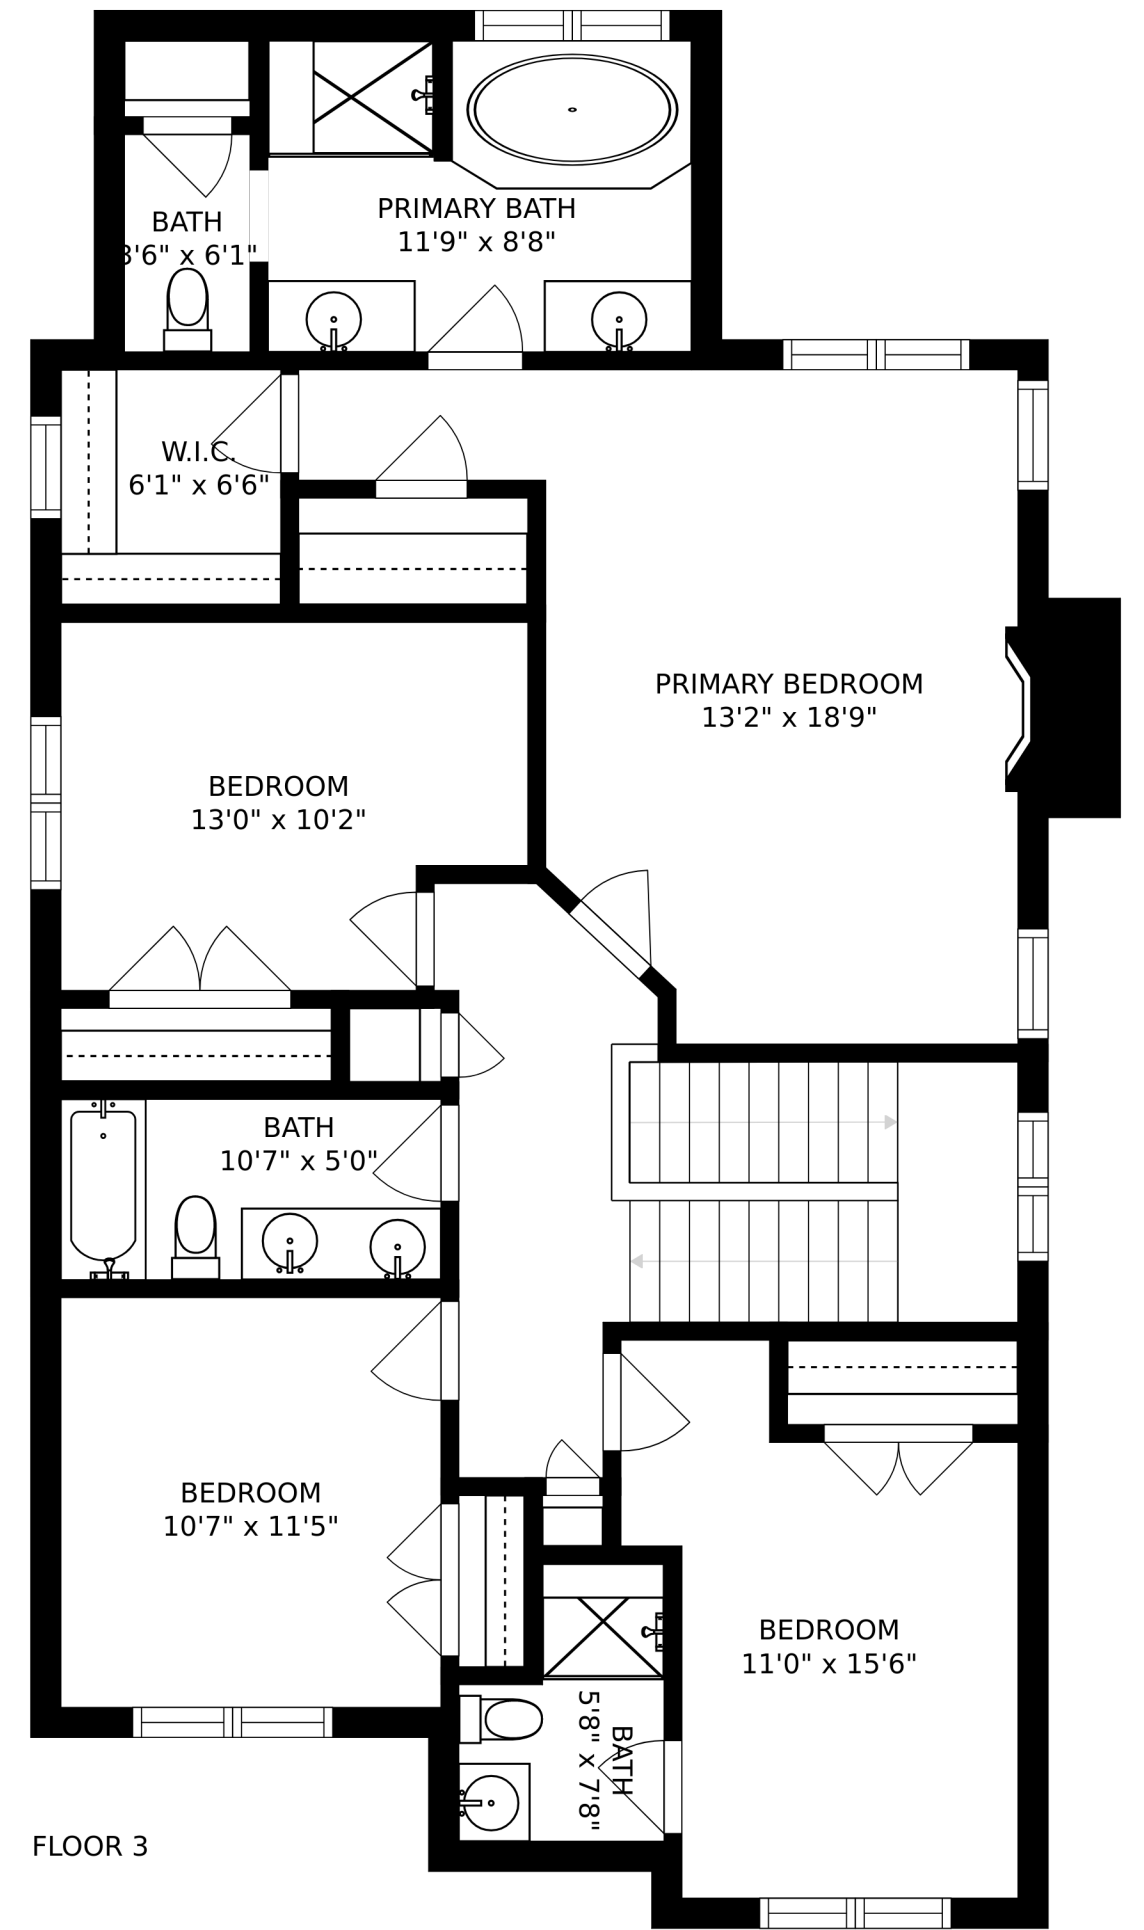 BATH
3'6" x 6'1"
PRIMARY BATH
11'9" x 8'8"
W.I.C.
6'1" x 6'6"
PRIMARY BEDROOM
13'2" x 18'9"
BEDROOM
13'0" x 10'2"
BATH
10'7" x 5'0"
BEDROOM
10'7" x 11'5"
BEDROOM
11'0" x 15'6"
BATH
5'8" x 7'8"
FLOOR 3